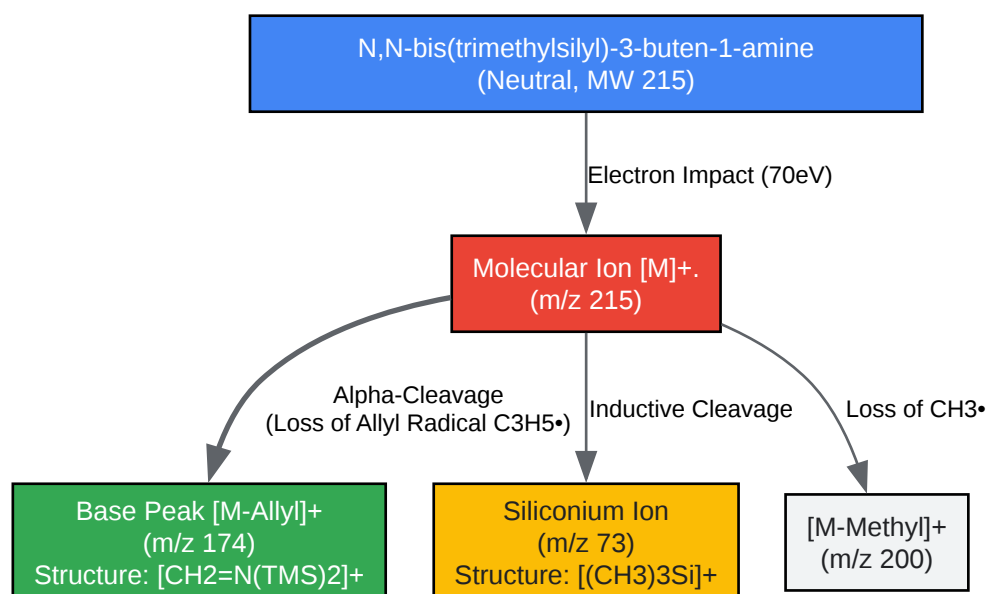 N,N-bis(trimethylsilyl)-3-buten-1-amine
(Neutral, MW 215)
Electron Impact (70eV)
Molecular Ion [M]+.
(m/z 215)
Alpha-Cleavage
(Loss of Allyl Radical C3H5•)
Inductive Cleavage
Loss of CH3•
Base Peak [M-Allyl]+
(m/z 174)
Structure: [CH2=N(TMS)2]+
Siliconium Ion
(m/z 73)
Structure: [(CH3)3Si]+
[M-Methyl]+
(m/z 200)